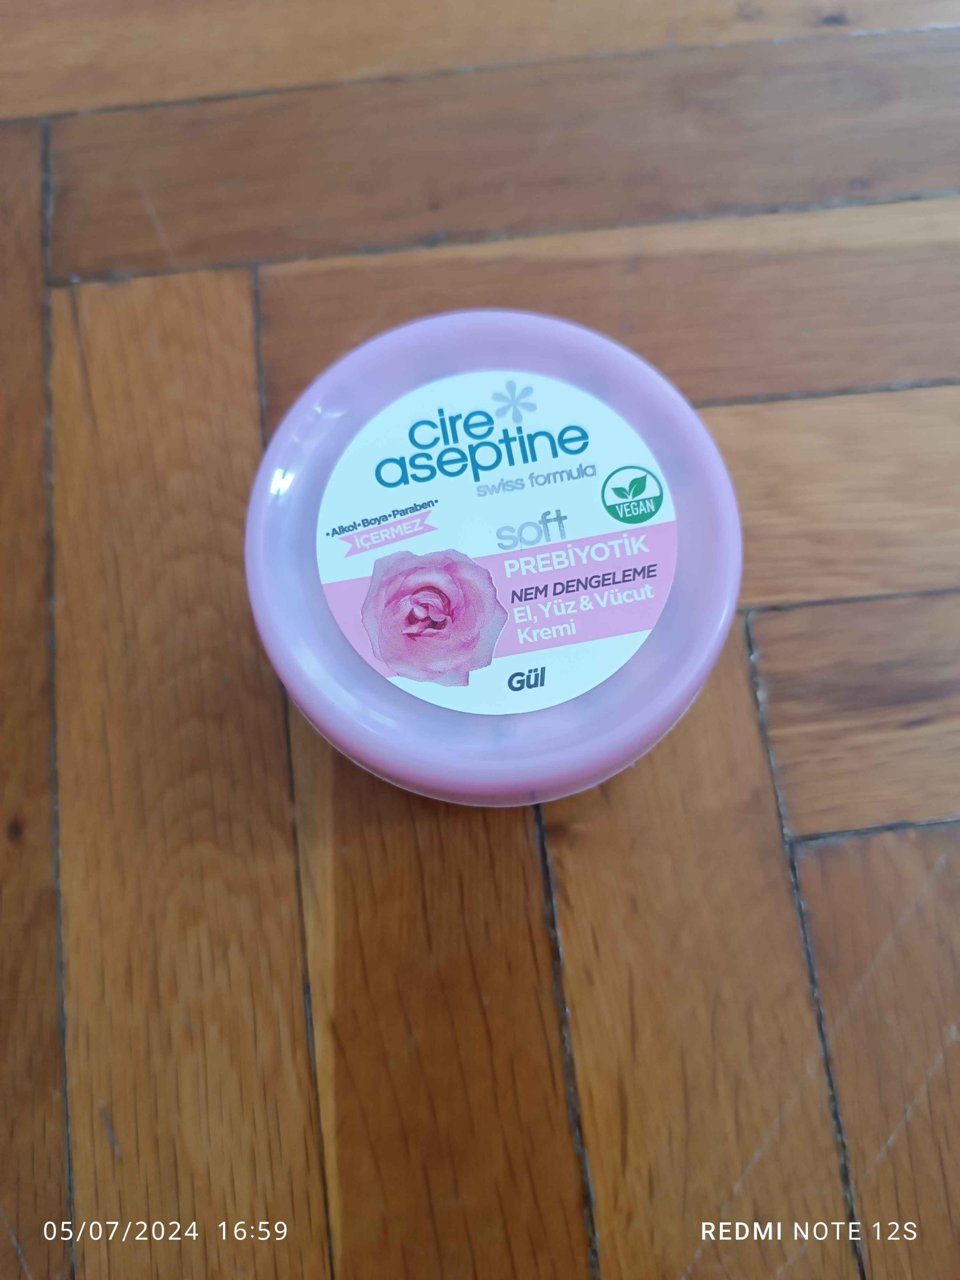 cire
aseptine
swiss formula
•Alkol•Boya•Paraben•
İÇERMEZ
VEGAN
soft
PREBİYOTİK
NEM DENGELEME
El, Yüz & Vücut
Kremi
Gül
05/07/2024 16:59
REDMI NOTE 12S